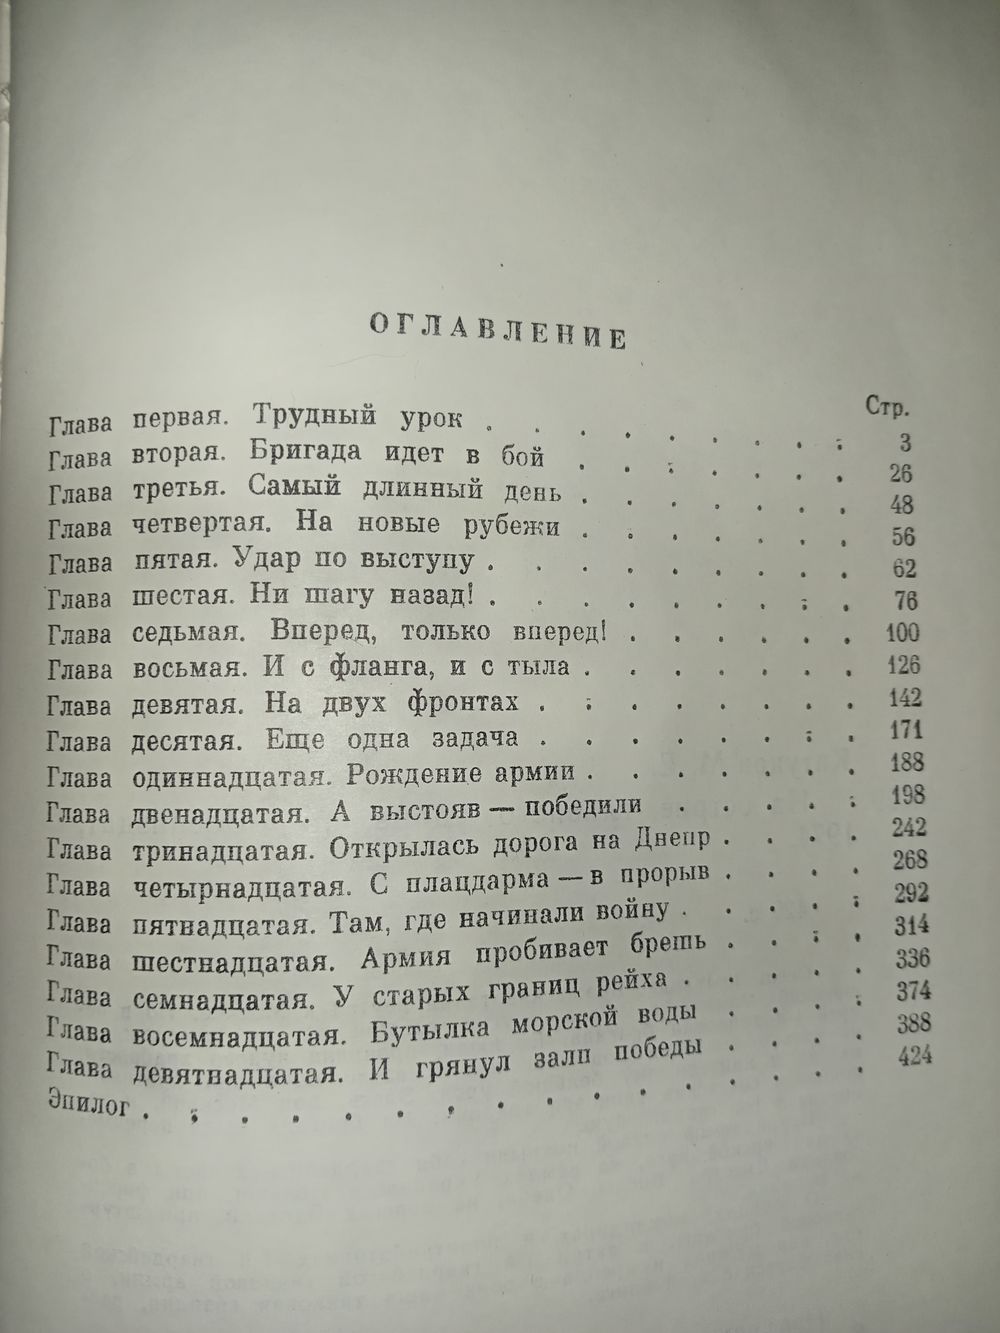 ОГЛАВЛЕНИЕ
Стр.
Глава первая. Трудный урок . . . . . . . . 3
Глава вторая. Бригада идет в бой . . . . . . 26
Глава третья. Самый длинный день . . . . . . 48
Глава четвертая. На новые рубежи . . . . . . 56
Глава пятая. Удар по выступу . . . . . . . . 62
Глава шестая. Ни шагу назад! . . . . . . . . 76
Глава седьмая. Вперед, только вперед! . . . . . 100
Глава восьмая. И с фланга, и с тыла . . . . . . 126
Глава девятая. На двух фронтах . . . . . . . 142
Глава десятая. Еще одна задача . . . . . . . 171
Глава одиннадцатая. Рождение армии . . . . . . 188
Глава двенадцатая. А выстояв — победили . . . . 198
Глава тринадцатая. Открылась дорога на Днепр . . . . 242
Глава четырнадцатая. С плацдарма — в прорыв . . . . 268
Глава пятнадцатая. Там, где начинали войну . . . . . 292
Глава шестнадцатая. Армия пробивает брешь . . . . 314
Глава семнадцатая. У старых границ рейха . . . . . 336
Глава восемнадцатая. Бутылка морской воды . . . . 374
Глава девятнадцатая. И грянул залп победы . . . . 388
Эпилог . . . . . . . . . . . . . . . 424